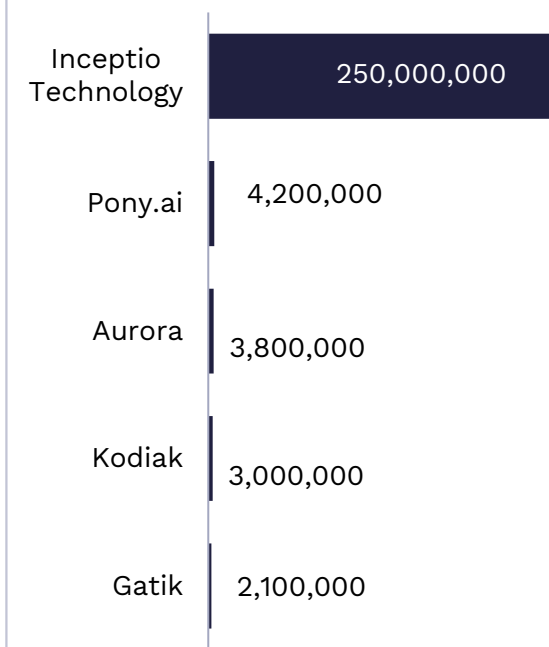 Inceptio
Technology
250,000,000
Pony.ai
4,200,000
Aurora
3,800,000
Kodiak
3,000,000
Gatik
2,100,000